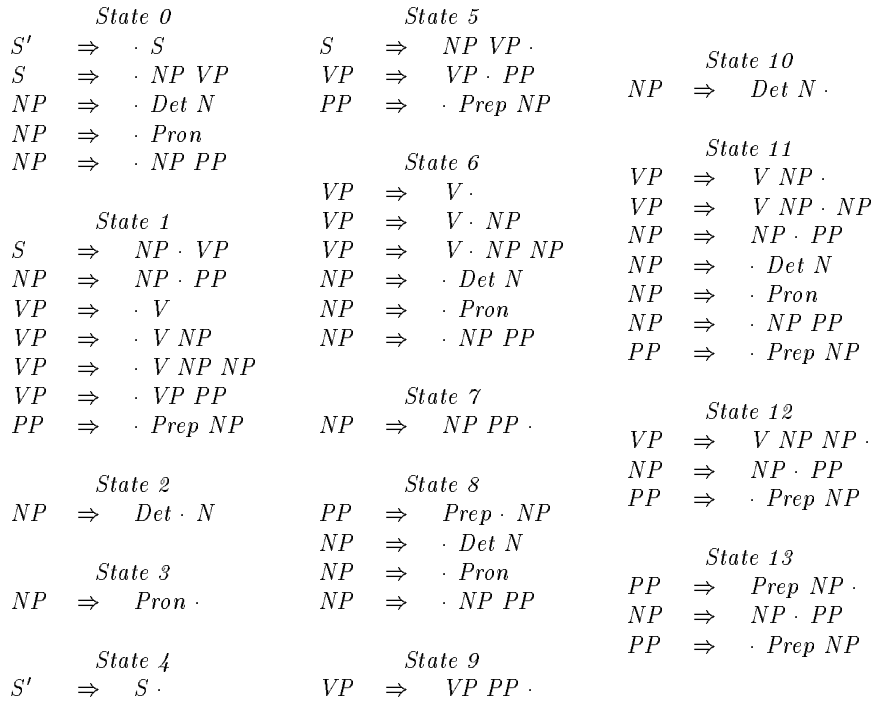 State 0
S′ ⇒ · S
S ⇒ · NP VP
NP ⇒ · Det N
NP ⇒ · Pron
NP ⇒ · NP PP
State 1
S ⇒ NP · VP
NP ⇒ NP · PP
VP ⇒ · V
VP ⇒ · V NP
VP ⇒ · V NP NP
VP ⇒ · VP PP
PP ⇒ · Prep NP
State 2
NP ⇒ Det · N
State 3
NP ⇒ Pron ·
State 4
S′ ⇒ S ·
State 5
S ⇒ NP VP ·
VP ⇒ VP · PP
PP ⇒ · Prep NP
State 6
VP ⇒ V ·
VP ⇒ V · NP
VP ⇒ V · NP NP
NP ⇒ · Det N
NP ⇒ · Pron
NP ⇒ · NP PP
State 7
NP ⇒ NP PP ·
State 8
PP ⇒ Prep · NP
NP ⇒ · Det N
NP ⇒ · Pron
NP ⇒ · NP PP
State 9
VP ⇒ VP PP ·
State 10
NP ⇒ Det N ·
State 11
VP ⇒ V NP ·
VP ⇒ V NP · NP
NP ⇒ NP · PP
NP ⇒ · Det N
NP ⇒ · Pron
NP ⇒ · NP PP
PP ⇒ · Prep NP
State 12
VP ⇒ V NP NP ·
NP ⇒ NP · PP
PP ⇒ · Prep NP
State 13
PP ⇒ Prep NP ·
NP ⇒ NP · PP
PP ⇒ · Prep NP